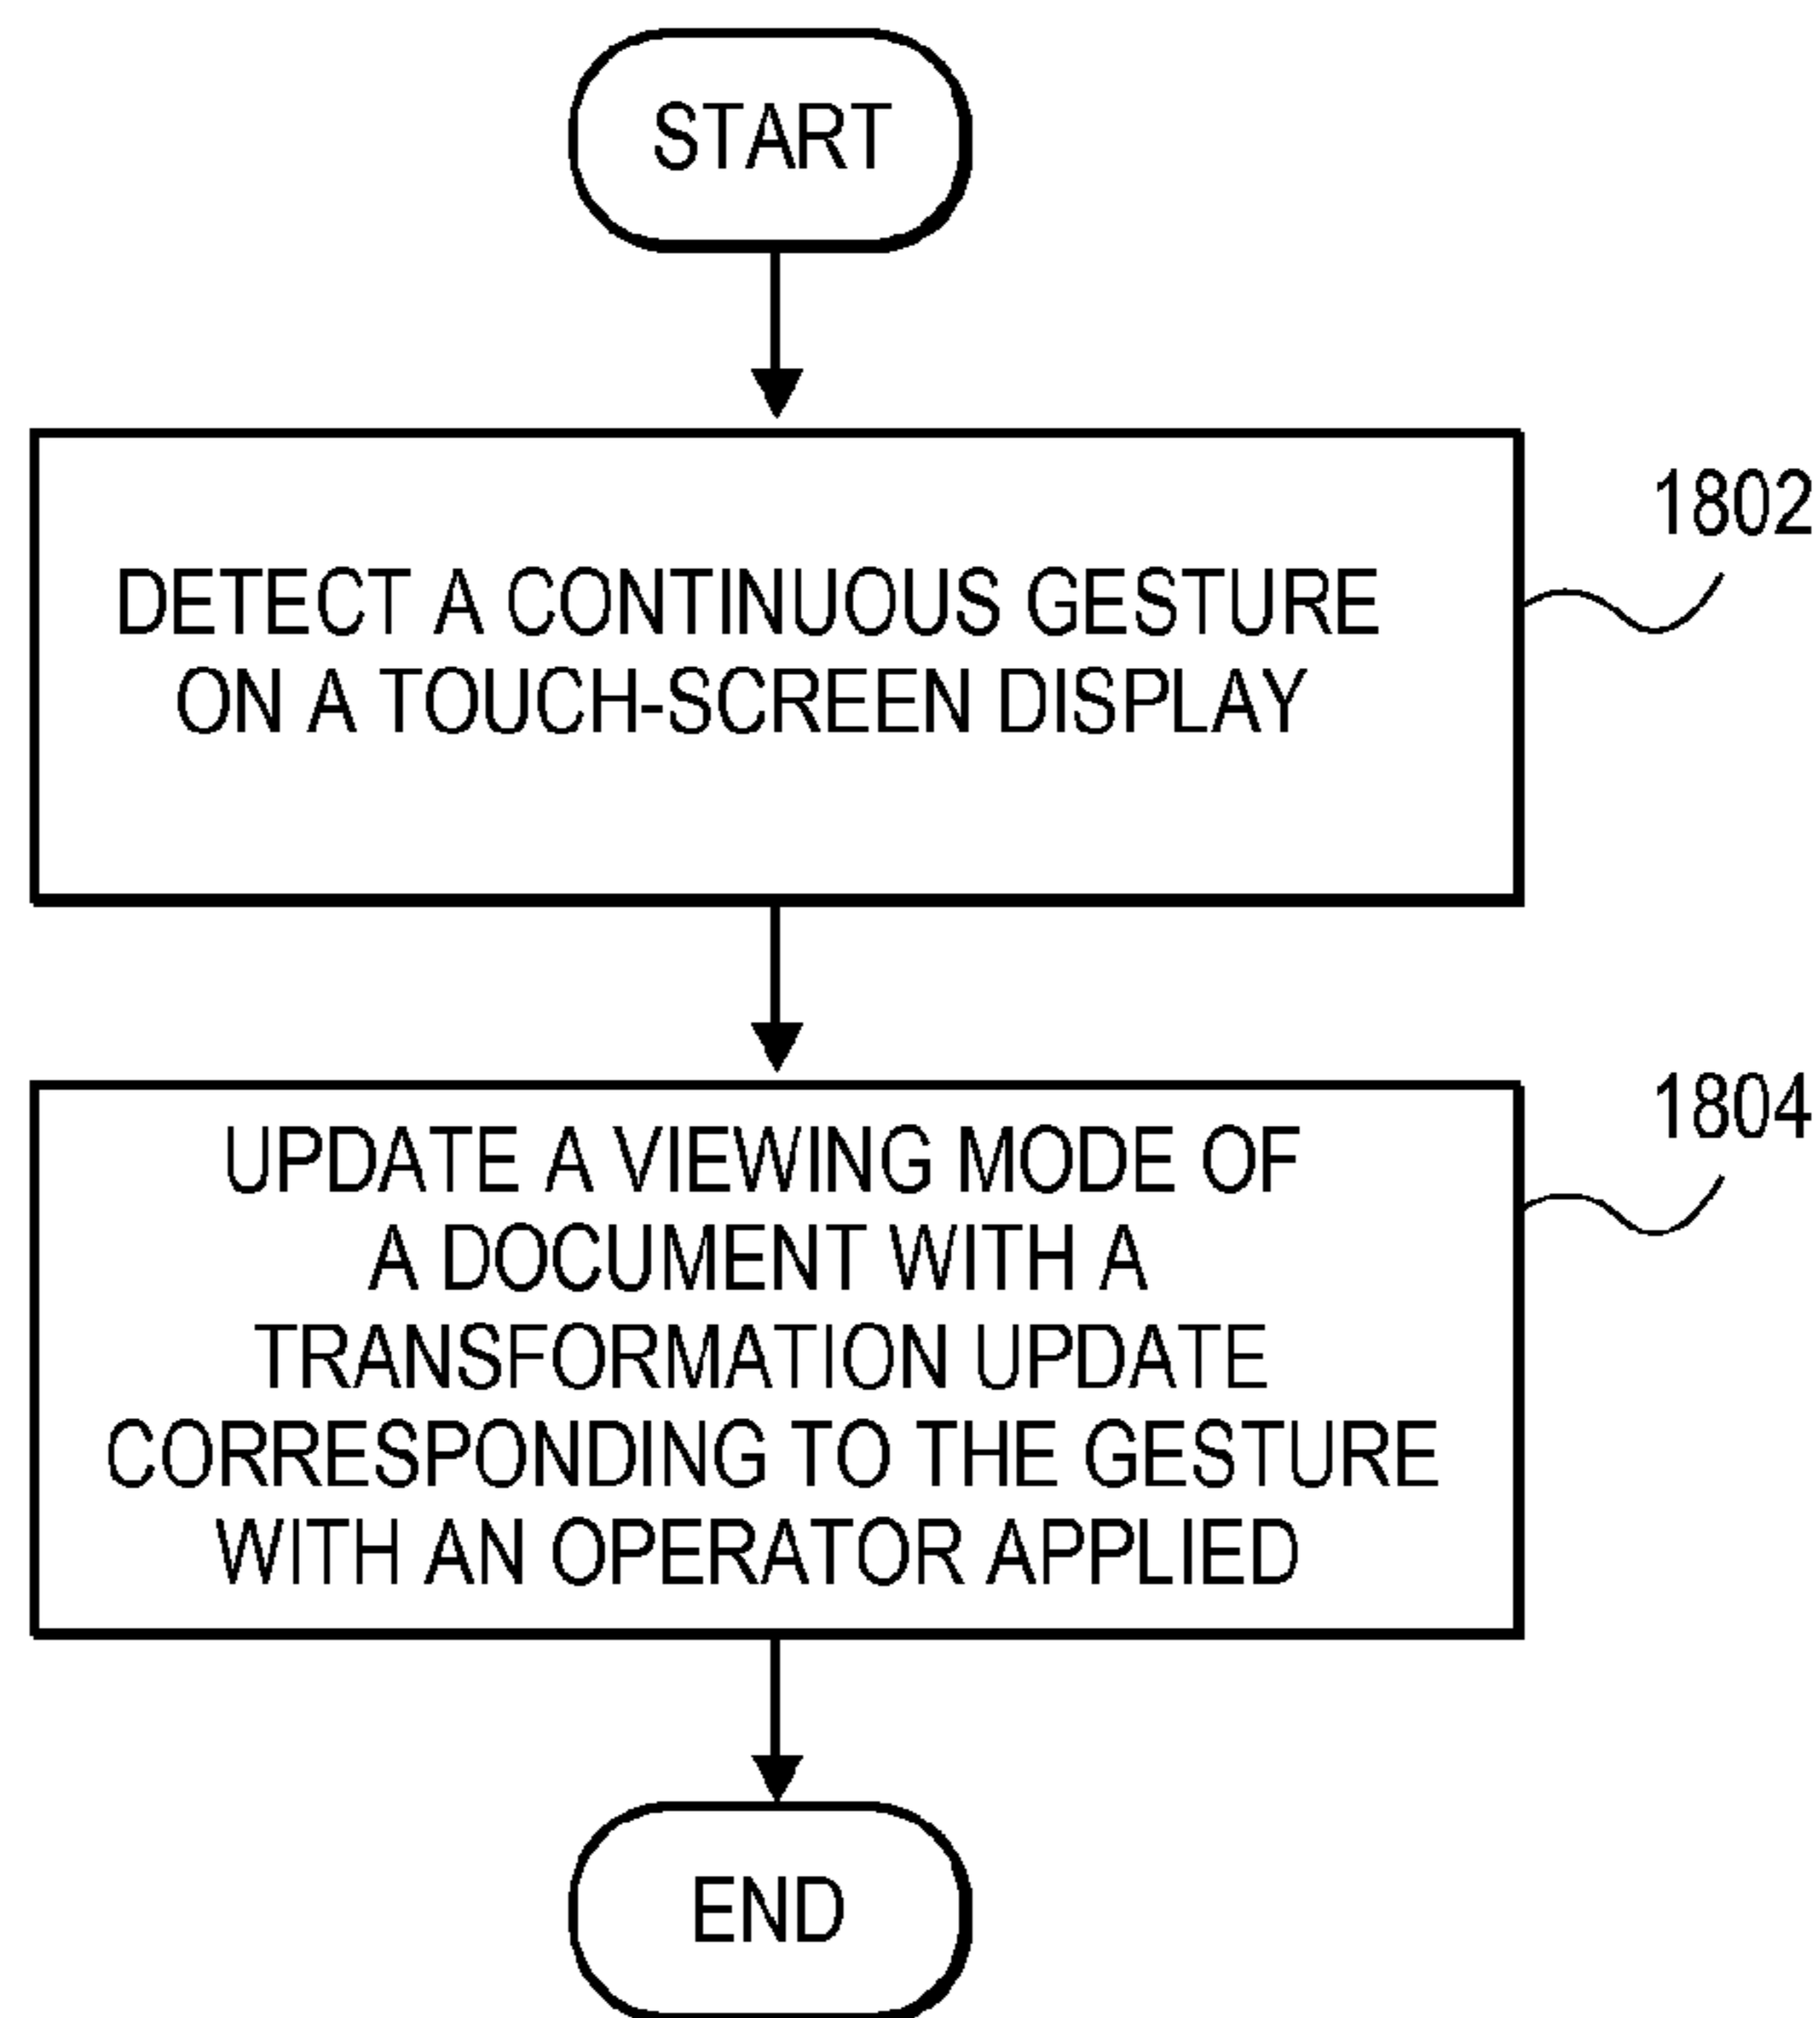 START
1802
DETECT A CONTINUOUS GESTURE
ON A TOUCH-SCREEN DISPLAY
1804
UPDATE A VIEWING MODE OF
A DOCUMENT WITH A
TRANSFORMATION UPDATE
CORRESPONDING TO THE GESTURE
WITH AN OPERATOR APPLIED
END